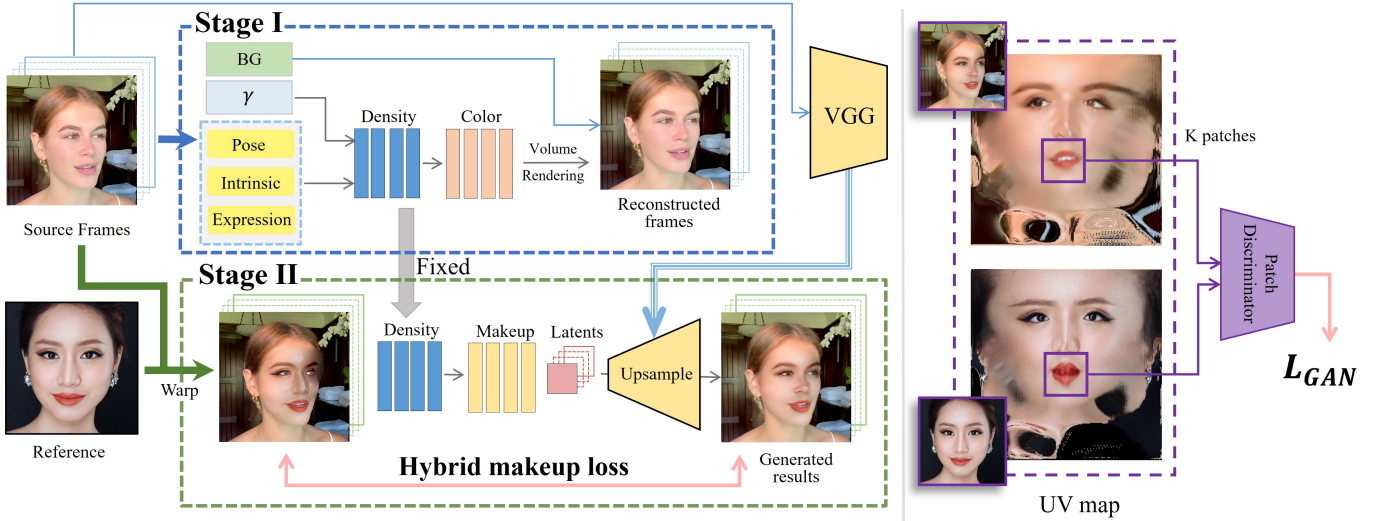 Stage I
BG
γ
Pose
Intrinsic
Expression
Density
Color
Volume
Rendering
Reconstructed
frames
VGG
Source Frames
Fixed
Stage II
Reference
Warp
Density
Makeup
Latents
Upsample
Hybrid makeup loss
Generated
results
K patches
Patch
Discriminator
L_GAN
UV map